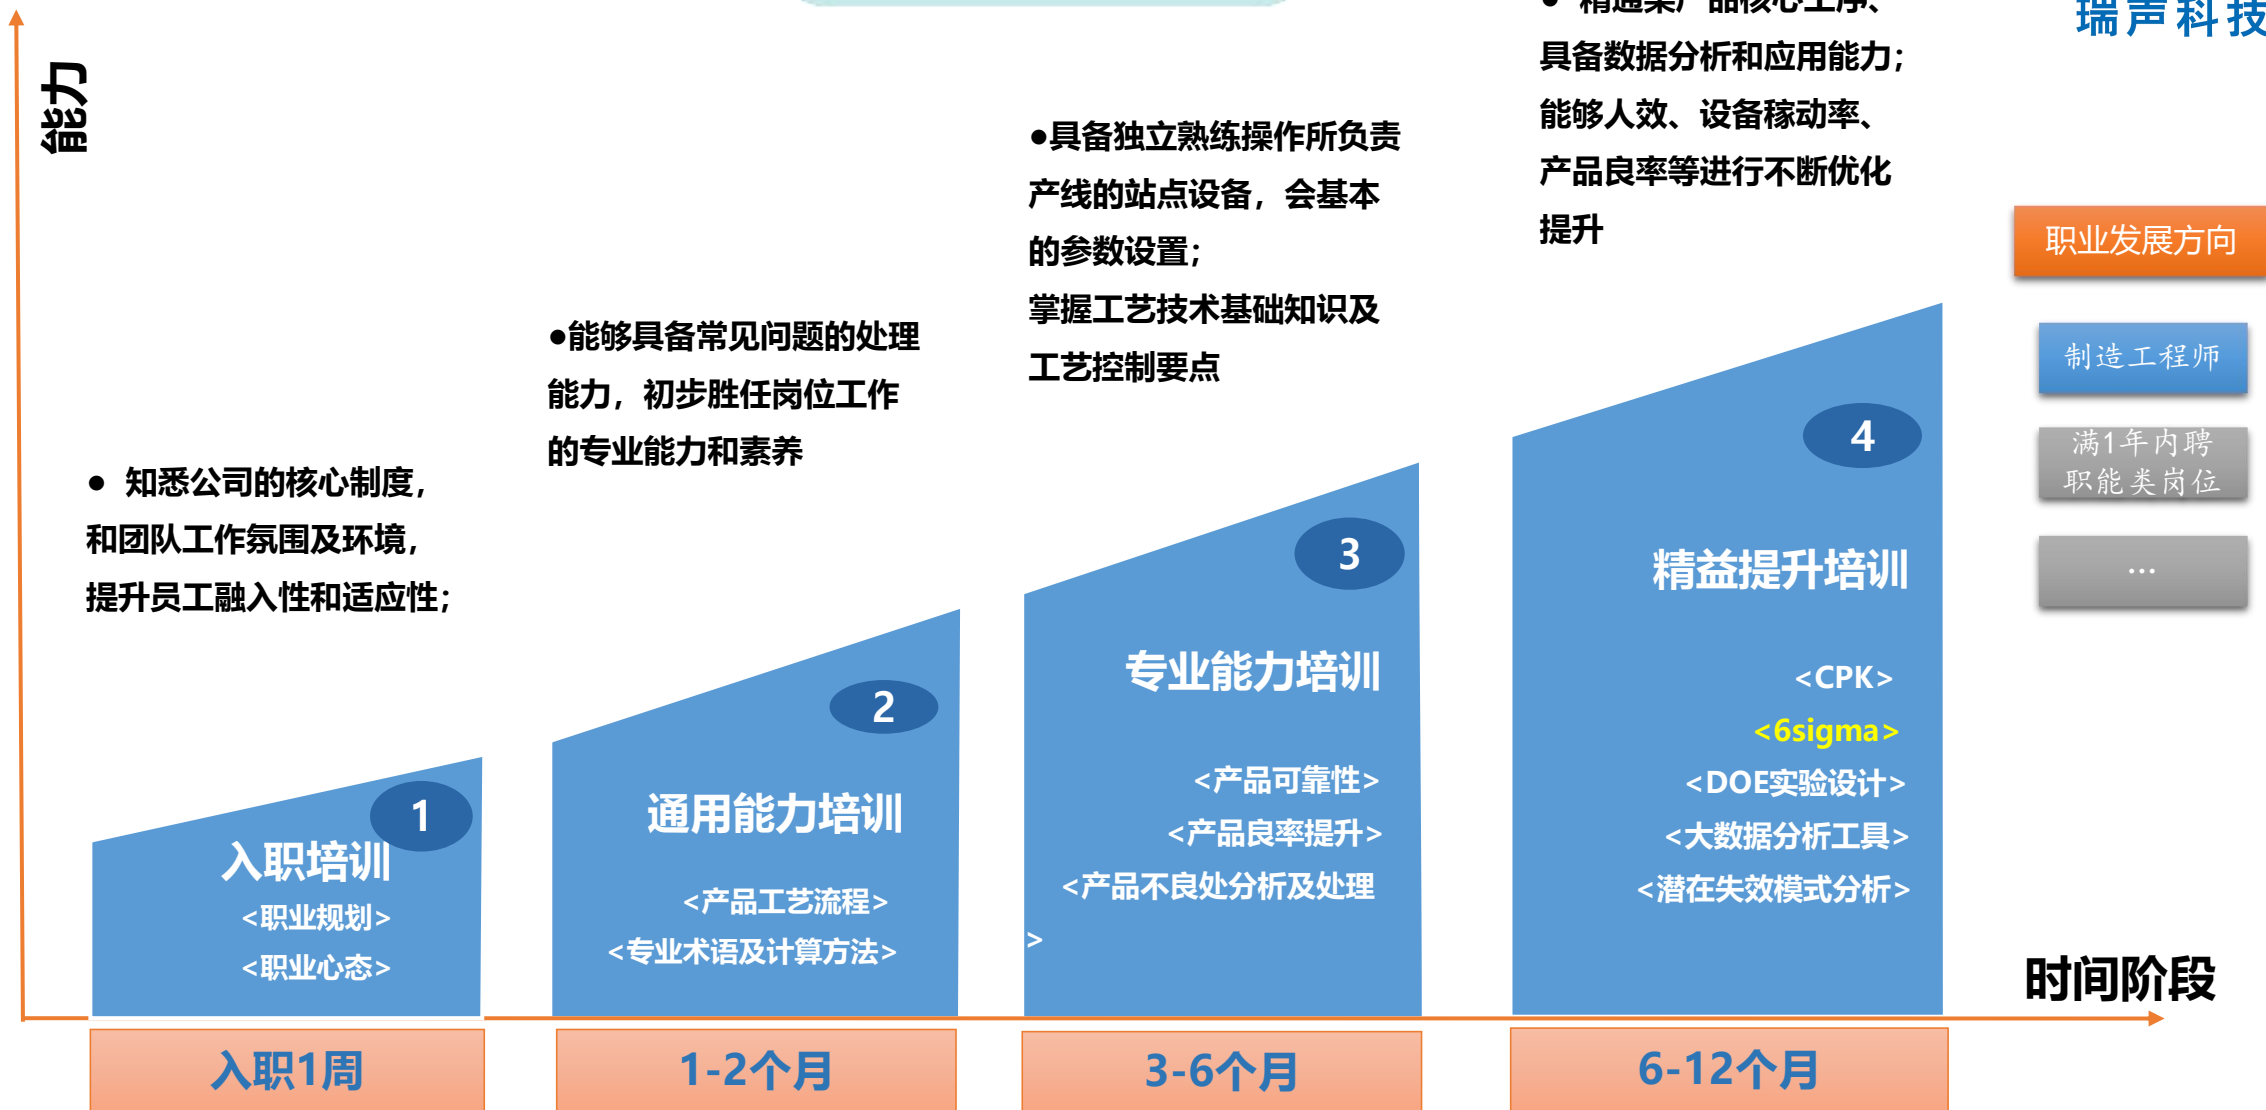 能力
瑞声科技
● 知悉公司的核心制度，
和团队工作氛围及环境，
提升员工融入性和适应性；
●能够具备常见问题的处理
能力，初步胜任岗位工作
的专业能力和素养
●具备独立熟练操作所负责
产线的站点设备，会基本
的参数设置；
掌握工艺技术基础知识及
工艺控制要点
● 精通某产品核心工序、
具备数据分析和应用能力；
能够人效、设备稼动率、
产品良率等进行不断优化
提升
职业发展方向
制造工程师
满1年内聘
职能类岗位
...
1
入职培训
<职业规划>
<职业心态>
2
通用能力培训
<产品工艺流程>
<专业术语及计算方法>
3
专业能力培训
<产品可靠性>
<产品良率提升>
<产品不良处分析及处理
>
4
精益提升培训
<CPK>
<6sigma>
<DOE实验设计>
<大数据分析工具>
<潜在失效模式分析>
时间阶段
入职1周
1-2个月
3-6个月
6-12个月